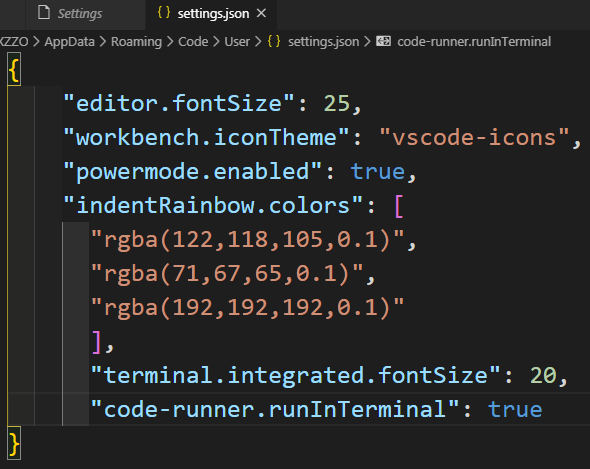 Settings
{} settings.json ×
XZZO > AppData > Roaming > Code > User > {} settings.json > abc code-runner.runInTerminal
{
"editor.fontSize": 25,
"workbench.iconTheme": "vscode-icons",
"powermode.enabled": true,
"indentRainbow.colors": [
"rgba(122,118,105,0.1)",
"rgba(71,67,65,0.1)",
"rgba(192,192,192,0.1)"
],
"terminal.integrated.fontSize": 20,
"code-runner.runInTerminal": true
}